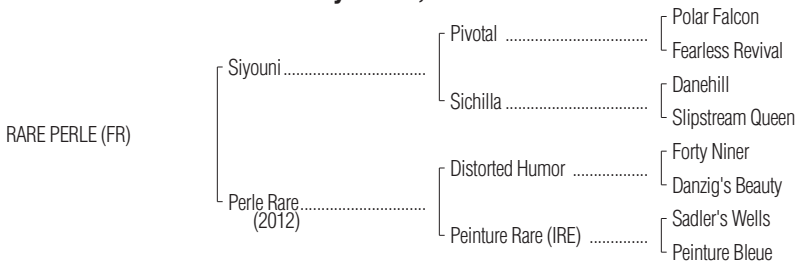 Polar Falcon
Pivotal ......................................
Fearless Revival
Siyouni ......................................
Danehill
Sichilla ......................................
Slipstream Queen
RARE PERLE (FR)
Forty Niner
Distorted Humor ....................
Danzig's Beauty
Perle Rare ..................................
(2012)
Sadler's Wells
Peinture Rare (IRE) ...............
Peinture Bleue